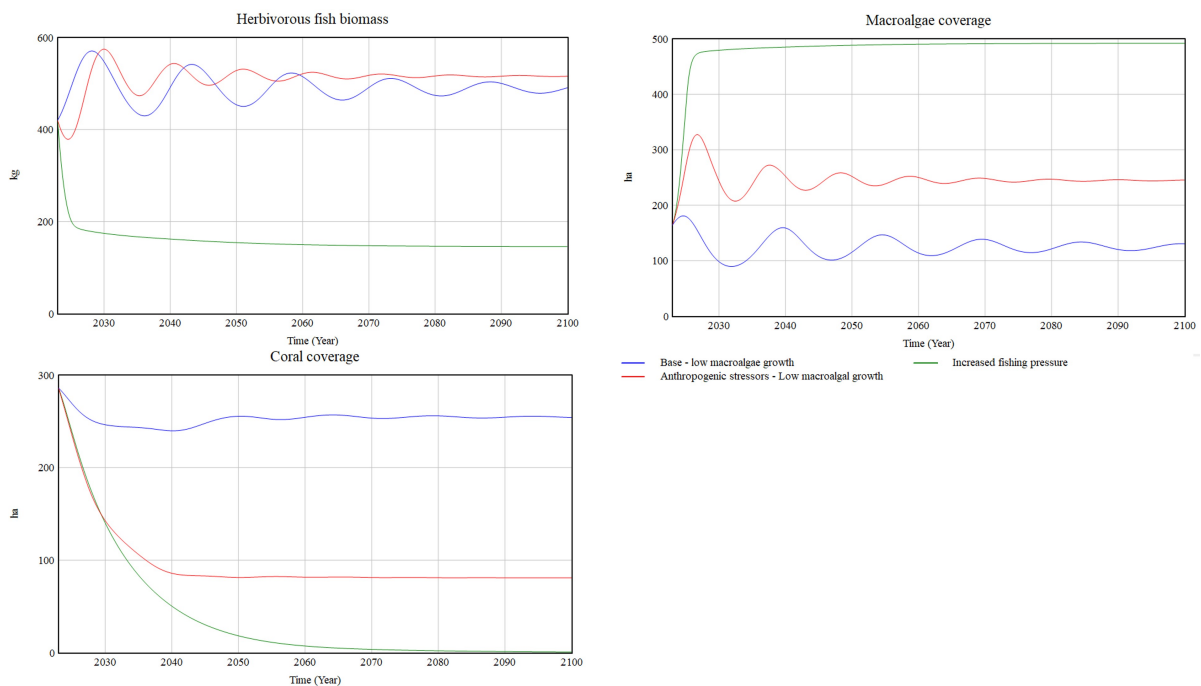 Herbivorous fish biomass
600
400
200
0
kg
2030 2040 2050 2060 2070 2080 2090 2100
Time (Year)
Macroalgae coverage
500
400
300
200
100
0
ha
2030 2040 2050 2060 2070 2080 2090 2100
Time (Year)
Base - low macroalgae growth
Anthropogenic stressors - Low macroalgal growth
Increased fishing pressure
Coral coverage
300
200
100
0
ha
2030 2040 2050 2060 2070 2080 2090 2100
Time (Year)